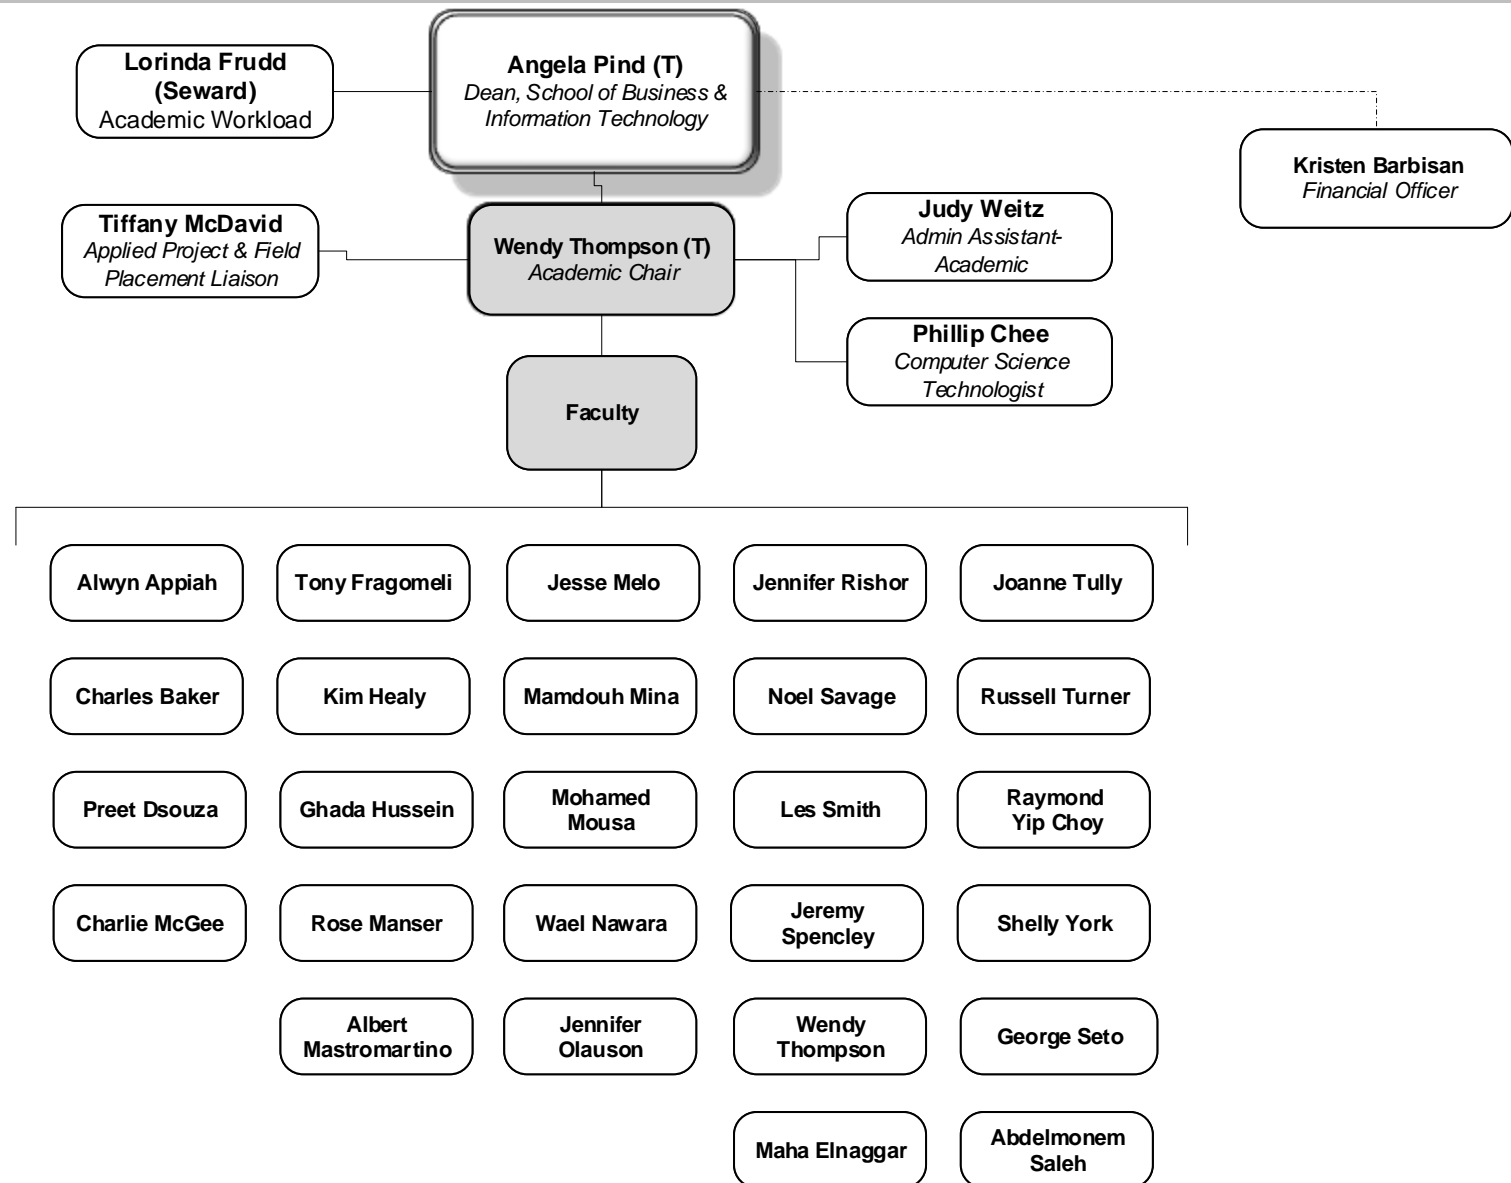 Lorinda Frudd
(Seward)
Academic Workload
Angela Pind (T)
Dean, School of Business &
Information Technology
Kristen Barbisan
Financial Officer
Tiffany McDavid
Applied Project & Field
Placement Liaison
Wendy Thompson (T)
Academic Chair
Judy Weitz
Admin Assistant-
Academic
Phillip Chee
Computer Science
Technologist
Faculty
Alwyn Appiah
Tony Fragomeli
Jesse Melo
Jennifer Rishor
Joanne Tully
Charles Baker
Kim Healy
Mamdouh Mina
Noel Savage
Russell Turner
Preet Dsouza
Ghada Hussein
Mohamed
Mousa
Les Smith
Raymond
Yip Choy
Charlie McGee
Rose Manser
Wael Nawara
Jeremy
Spencley
Shelly York
Albert
Mastromartino
Jennifer
Olauson
Wendy
Thompson
George Seto
Maha Elnaggar
Abdelmonem
Saleh